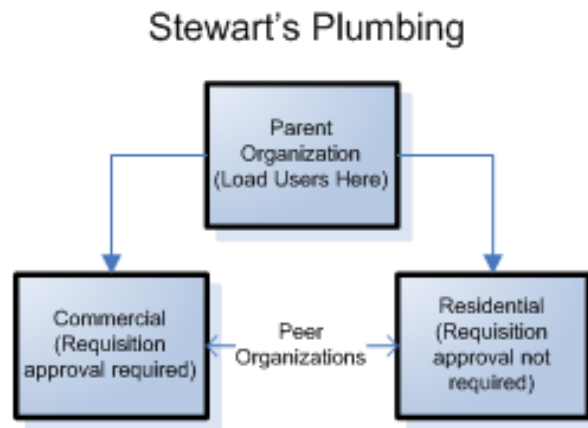 Stewart's Plumbing
Parent
Organization
(Load Users Here)
Commercial
(Requisition
approval required)
Peer
Organizations
Residential
(Requisition
approval not
required)